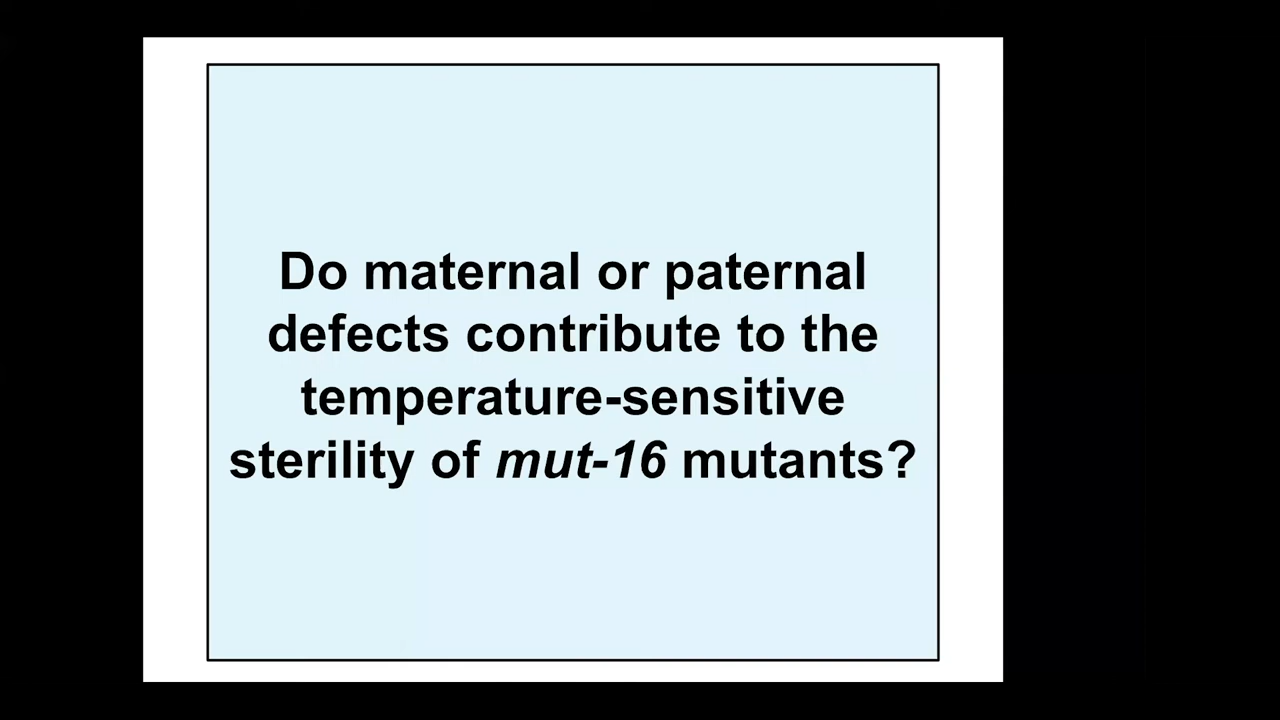 Do maternal or paternal
defects contribute to the
temperature-sensitive
sterility of mut-16 mutants?